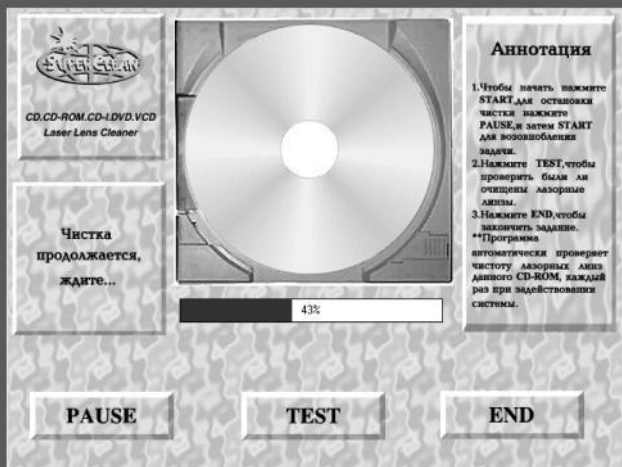 SUPER CLEAN
CD.CD-ROM.CD-I.DVD.VCD
Laser Lens Cleaner
Чистка
продолжается,
ждите...
43%
Аннотация
1.Чтобы начать нажмите
START,для остановки
чистки нажмите
PAUSE,и затем START
для возовнобления
задачи.
2.Нажмите TEST,чтобы
проверить были ли
очищены лазорные
линзы.
3.Нажмите END,чтобы
закончить задание.
**Программа
автоматически проверяет
чистоту лазорных линз
данного CD-ROM, каждый
раз при задействовании
системы.
PAUSE
TEST
END